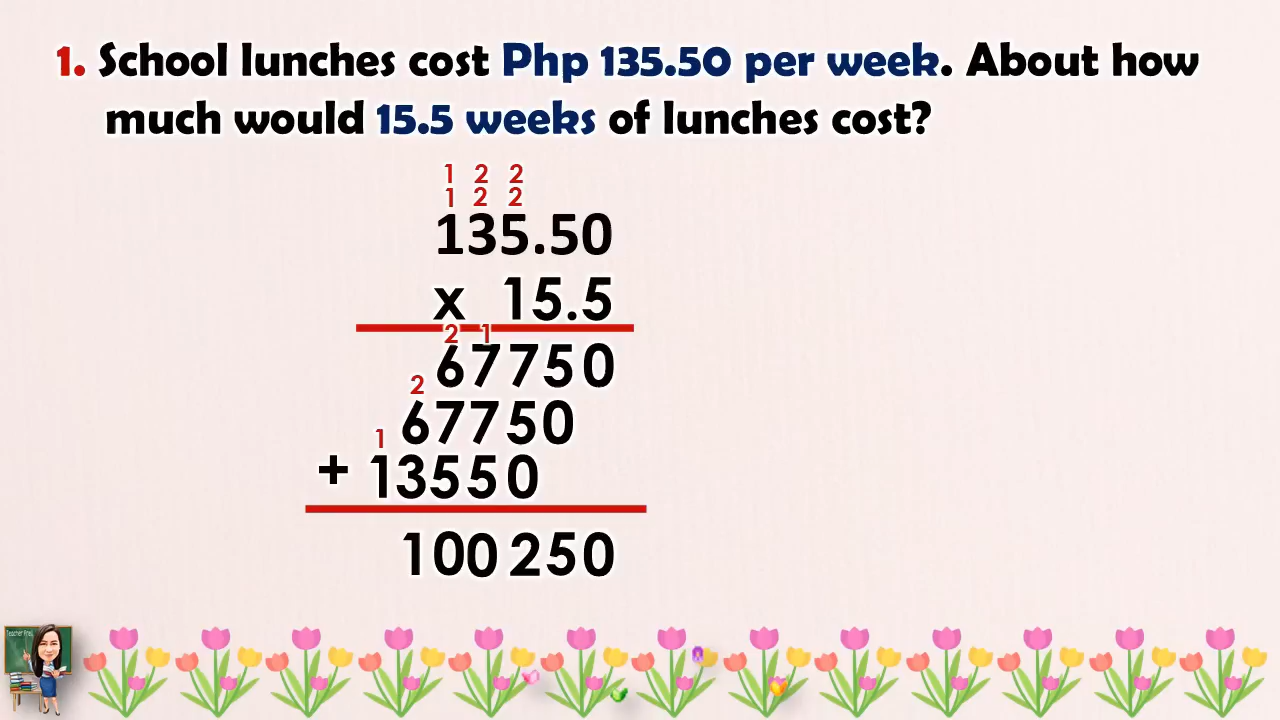 1. School lunches cost Php 135.50 per week. About how
much would 15.5 weeks of lunches cost?
1 2 2
1 2 2
135.50
x 15.5
2 1
67750
2
67750
1
+ 13550
100250